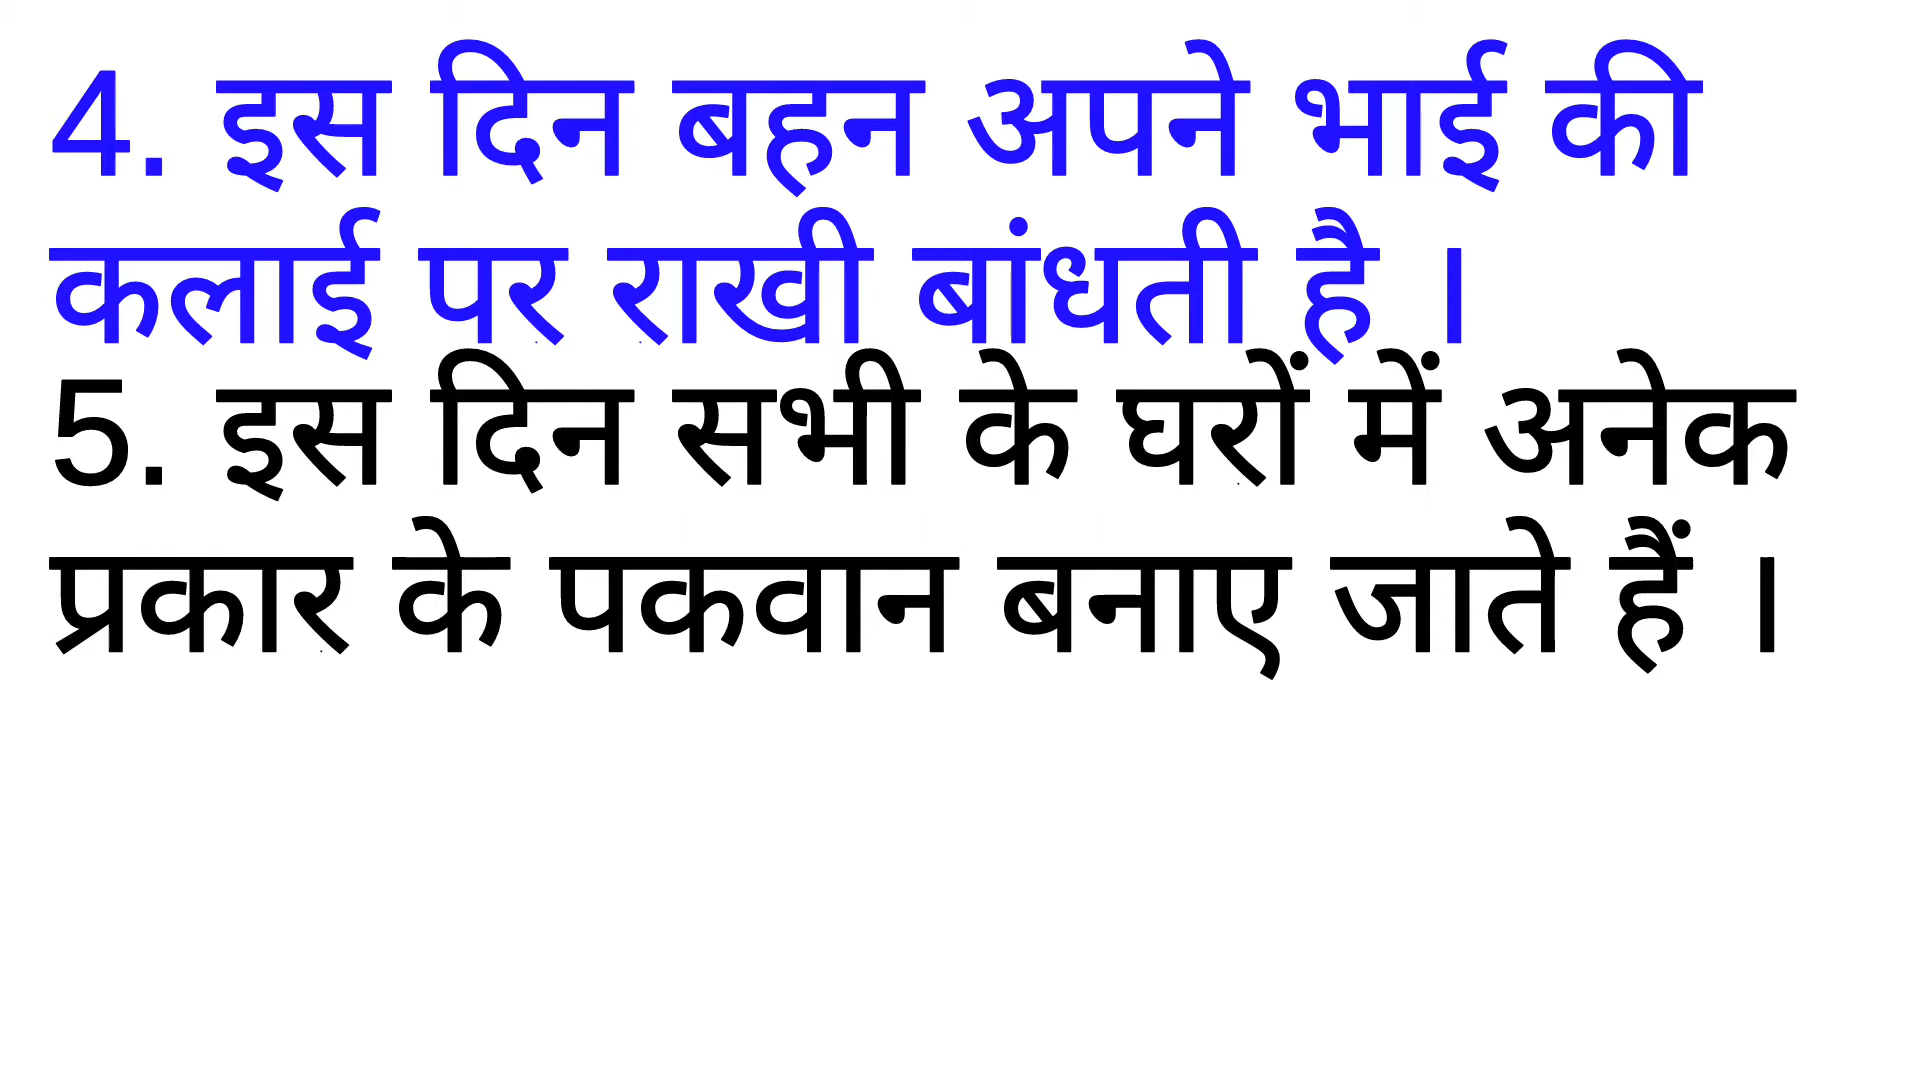 4. इस दिन बहन अपने भाई की
कलाई पर राखी बांधती है ।
5. इस दिन सभी के घरों में अनेक
प्रकार के पकवान बनाए जाते हैं ।